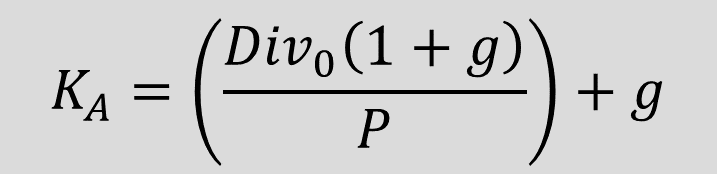 K_A = (Div_0(1 + g) / P) + g